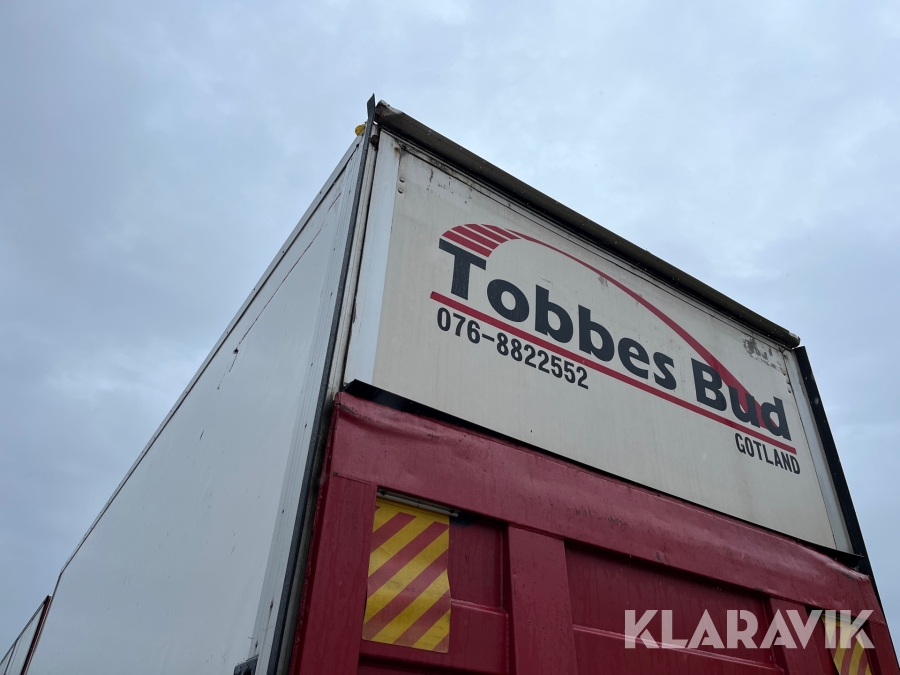 Tobbes Bud
076-8822552
GOTLAND
KLARAVIK